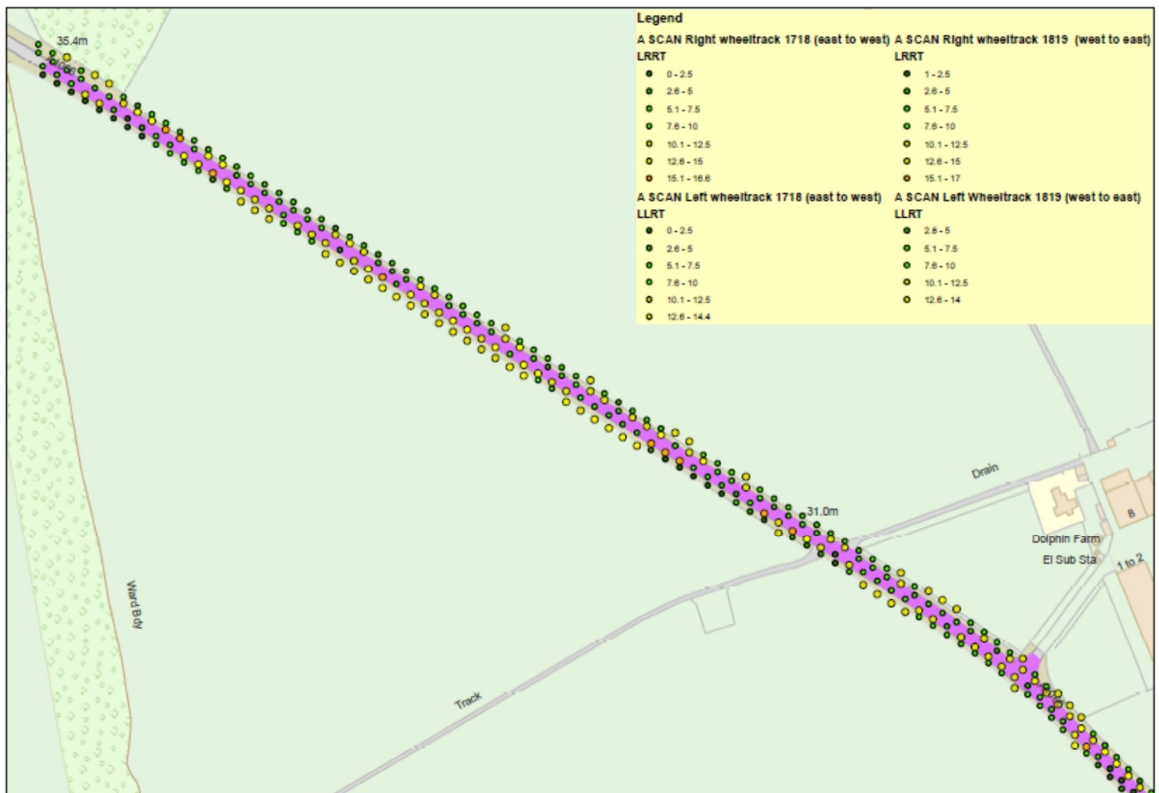 Legend
A SCAN Right wheeltrack 1718 (east to west)
LRRT
0 - 2.5
2.6 - 5
5.1 - 7.5
7.6 - 10
10.1 - 12.5
12.6 - 15
15.1 - 16.6
A SCAN Left wheeltrack 1718 (east to west)
LLRT
0 - 2.5
2.6 - 5
5.1 - 7.5
7.6 - 10
10.1 - 12.5
12.6 - 14.4
A SCAN Right wheeltrack 1819 (west to east)
LRRT
1 - 2.5
2.6 - 5
5.1 - 7.5
7.6 - 10
10.1 - 12.5
12.6 - 15
15.1 - 17
A SCAN Left Wheeltrack 1819 (west to east)
LLRT
2.8 - 5
5.1 - 7.5
7.6 - 10
10.1 - 12.5
12.6 - 14
35.4m
Drain
31.0m
8
Dolphin Farm
El Sub Sta
1 to 2
Ward Bdy
Track